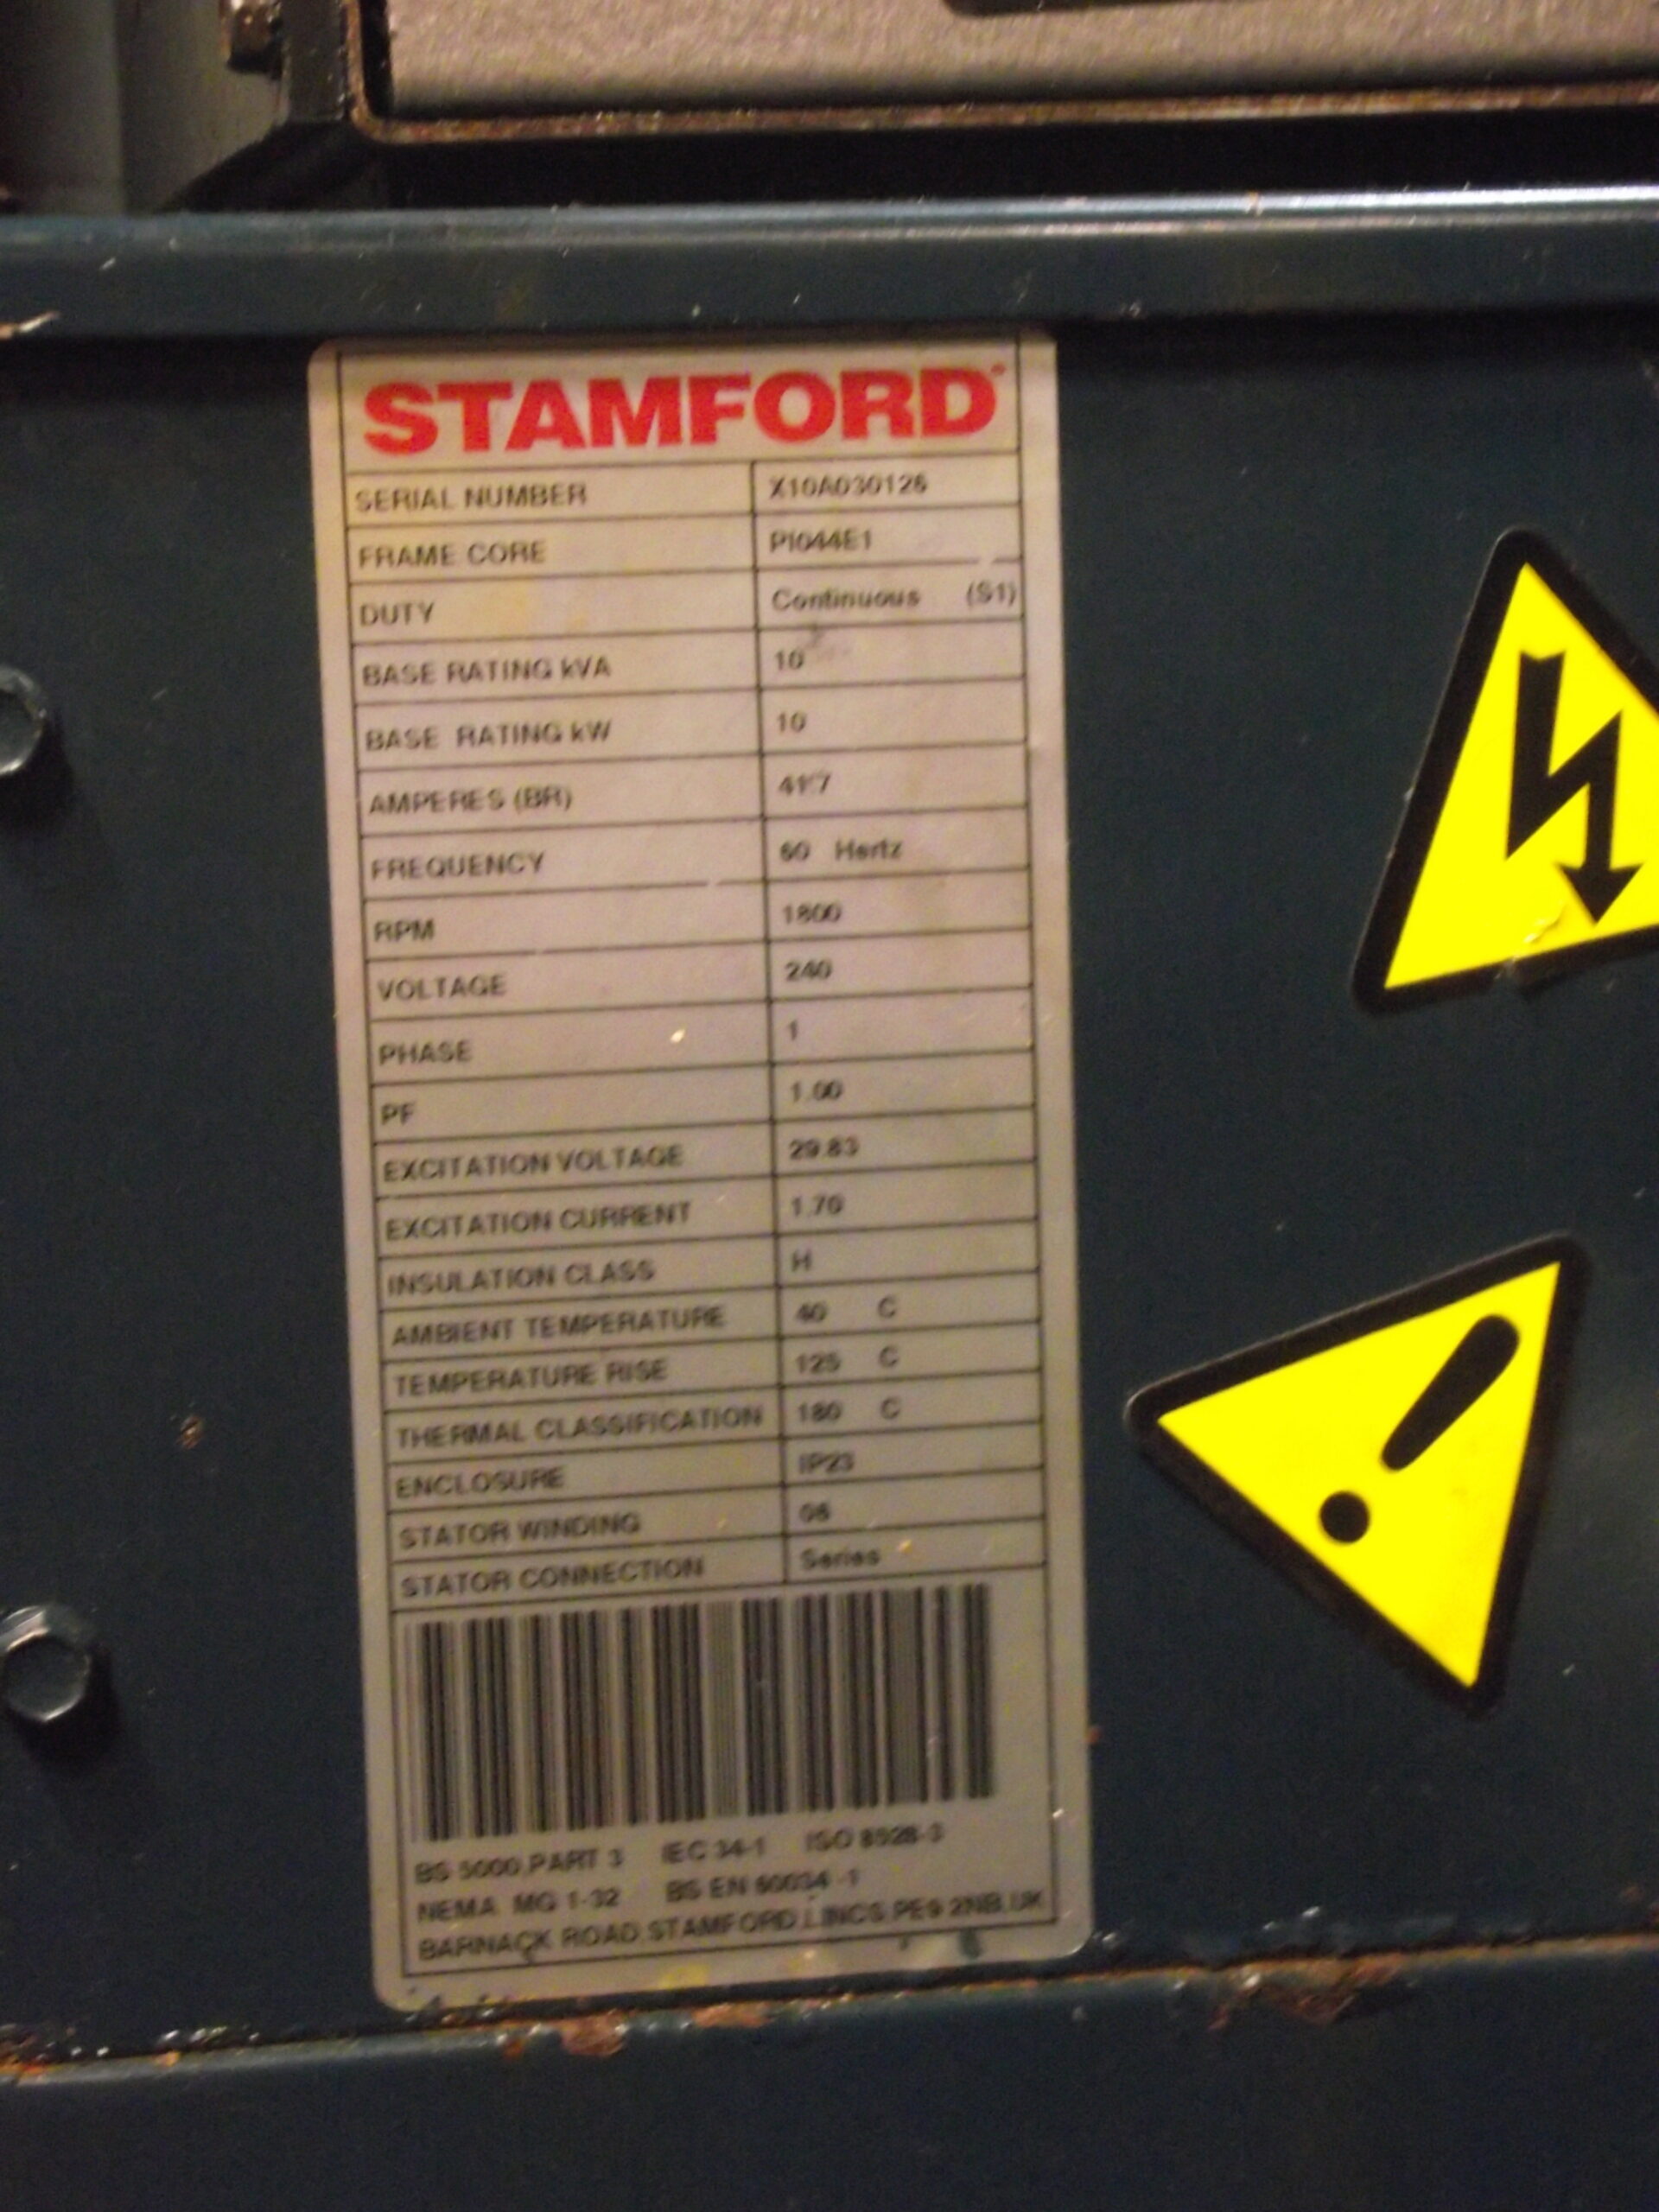 STAMFORD
SERIAL NUMBER X10A030126
FRAME CORE PI044E1
DUTY Continuous (S1)
BASE RATING kVA 10
BASE RATING kW 10
AMPERES (BR) 41.7
FREQUENCY 60 Hertz
RPM 1800
VOLTAGE 240
PHASE 1
PF 1.00
EXCITATION VOLTAGE 29.83
EXCITATION CURRENT 1.70
INSULATION CLASS H
AMBIENT TEMPERATURE 40 C
TEMPERATURE RISE 125 C
THERMAL CLASSIFICATION 180 C
ENCLOSURE IP23
STATOR WINDING
STATOR CONNECTION Series
BS 5000,PART 3 IEC 34-1 ISO 8528-3
NEMA MG 1-32 BS EN 60034 -1
BARNACK ROAD.STAMFORD.LINCS.PE9 2NB.UK